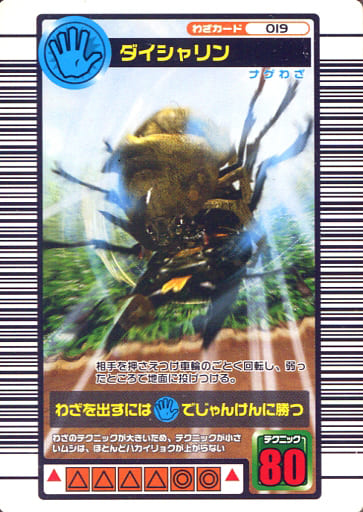 わざカード 019
ダイシャリン
ナゲわざ
相手を押さえつけ車輪のごとく回転し、弱っ
たところで地面に投げつける。
わざを出すには でじゃんけんに勝つ
わざのテクニックが大きいため、テクニックが小さ
いムシは、ほとんどハカイリョクが上がらない
テクニック
80